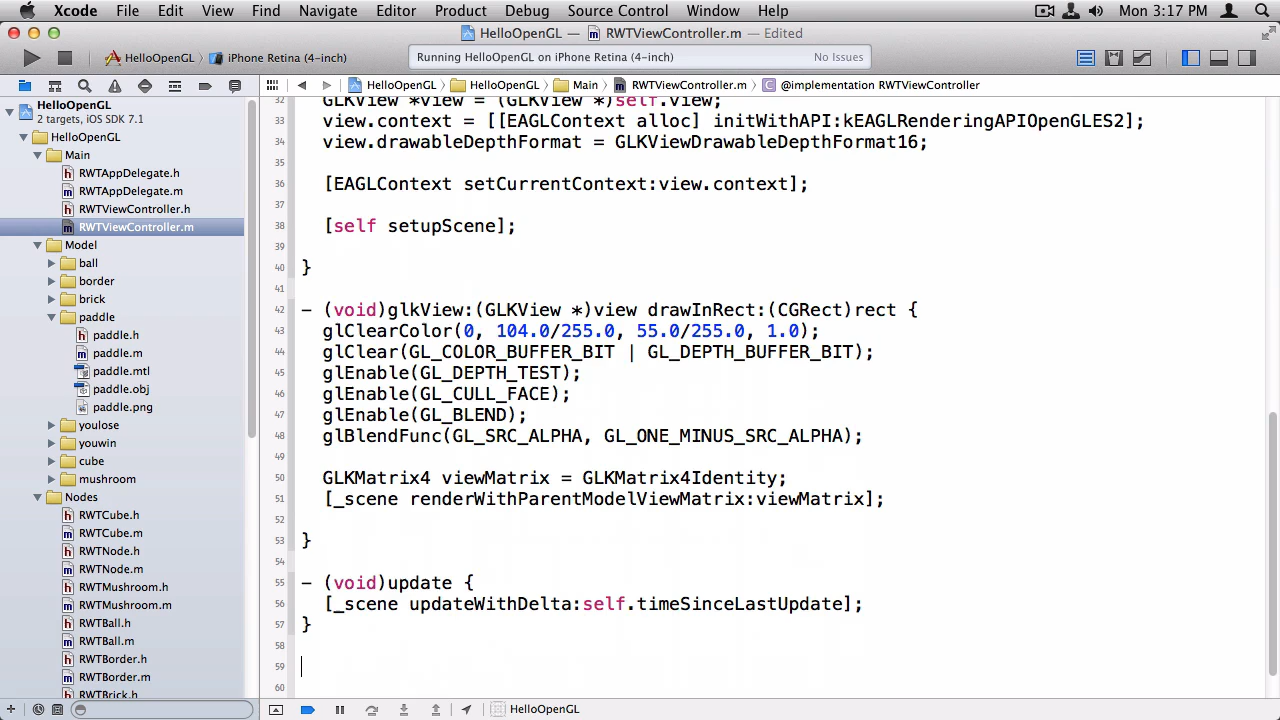 Xcode File Edit View Find Navigate Editor Product Debug Source Control Window Help Mon 3:17 PM
HelloOpenGL — RWTViewController.m — Edited
HelloOpenGL iPhone Retina (4-inch) Running HelloOpenGL on iPhone Retina (4-inch) No Issues
HelloOpenGL HelloOpenGL Main RWTViewController.m @implementation RWTViewController
HelloOpenGL
2 targets, iOS SDK 7.1
HelloOpenGL
Main
RWTAppDelegate.h
RWTAppDelegate.m
RWTViewController.h
RWTViewController.m
Model
ball
border
brick
paddle
paddle.h
paddle.m
paddle.mtl
paddle.obj
paddle.png
youlose
youwin
cube
mushroom
Nodes
RWTCube.h
RWTCube.m
RWTNode.h
RWTNode.m
RWTMushroom.h
RWTMushroom.m
RWTBall.h
RWTBall.m
RWTBorder.h
RWTBorder.m
RWTBrick.h
32 GLKView *view = (GLKView *)self.view;
33 view.context = [[EAGLContext alloc] initWithAPI:kEAGLRenderingAPIOpenGLES2];
34 view.drawableDepthFormat = GLKViewDrawableDepthFormat16;
35
36 [EAGLContext setCurrentContext:view.context];
37
38 [self setupScene];
39
40 }
41
42 - (void)glkView:(GLKView *)view drawInRect:(CGRect)rect {
43 glClearColor(0, 104.0/255.0, 55.0/255.0, 1.0);
44 glClear(GL_COLOR_BUFFER_BIT | GL_DEPTH_BUFFER_BIT);
45 glEnable(GL_DEPTH_TEST);
46 glEnable(GL_CULL_FACE);
47 glEnable(GL_BLEND);
48 glBlendFunc(GL_SRC_ALPHA, GL_ONE_MINUS_SRC_ALPHA);
49
50 GLKMatrix4 viewMatrix = GLKMatrix4Identity;
51 [_scene renderWithParentModelViewMatrix:viewMatrix];
52
53 }
54
55 - (void)update {
56 [_scene updateWithDelta:self.timeSinceLastUpdate];
57 }
58
59
60
HelloOpenGL